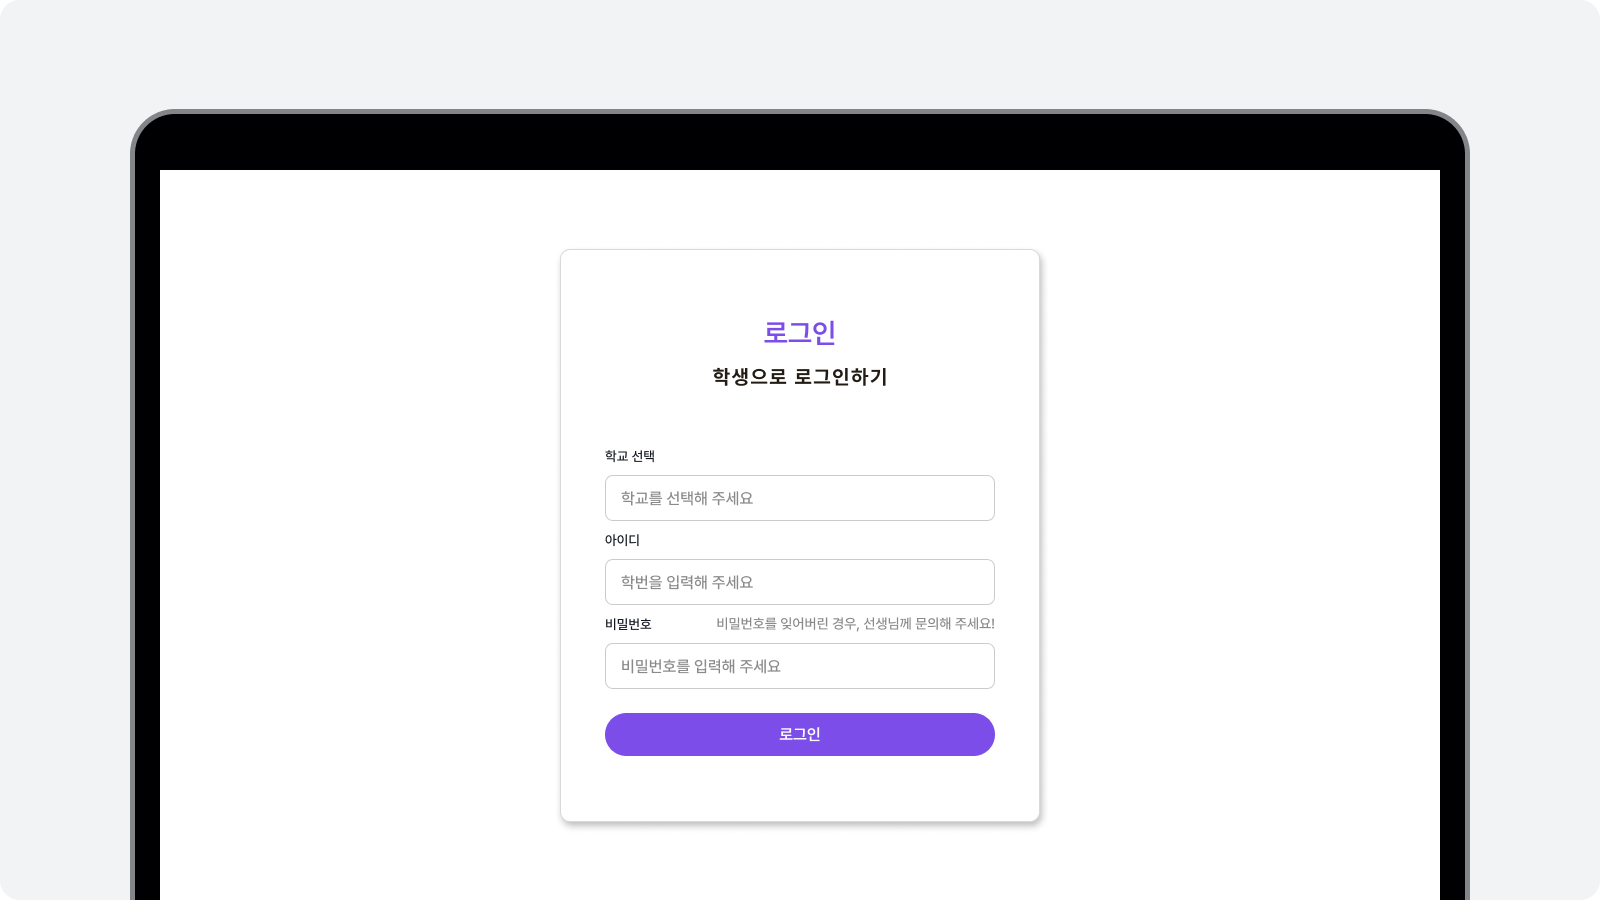 로그인
학생으로 로그인하기
학교 선택
학교를 선택해 주세요
아이디
학번을 입력해 주세요
비밀번호 비밀번호를 잊어버린 경우, 선생님께 문의해 주세요!
비밀번호를 입력해 주세요
로그인